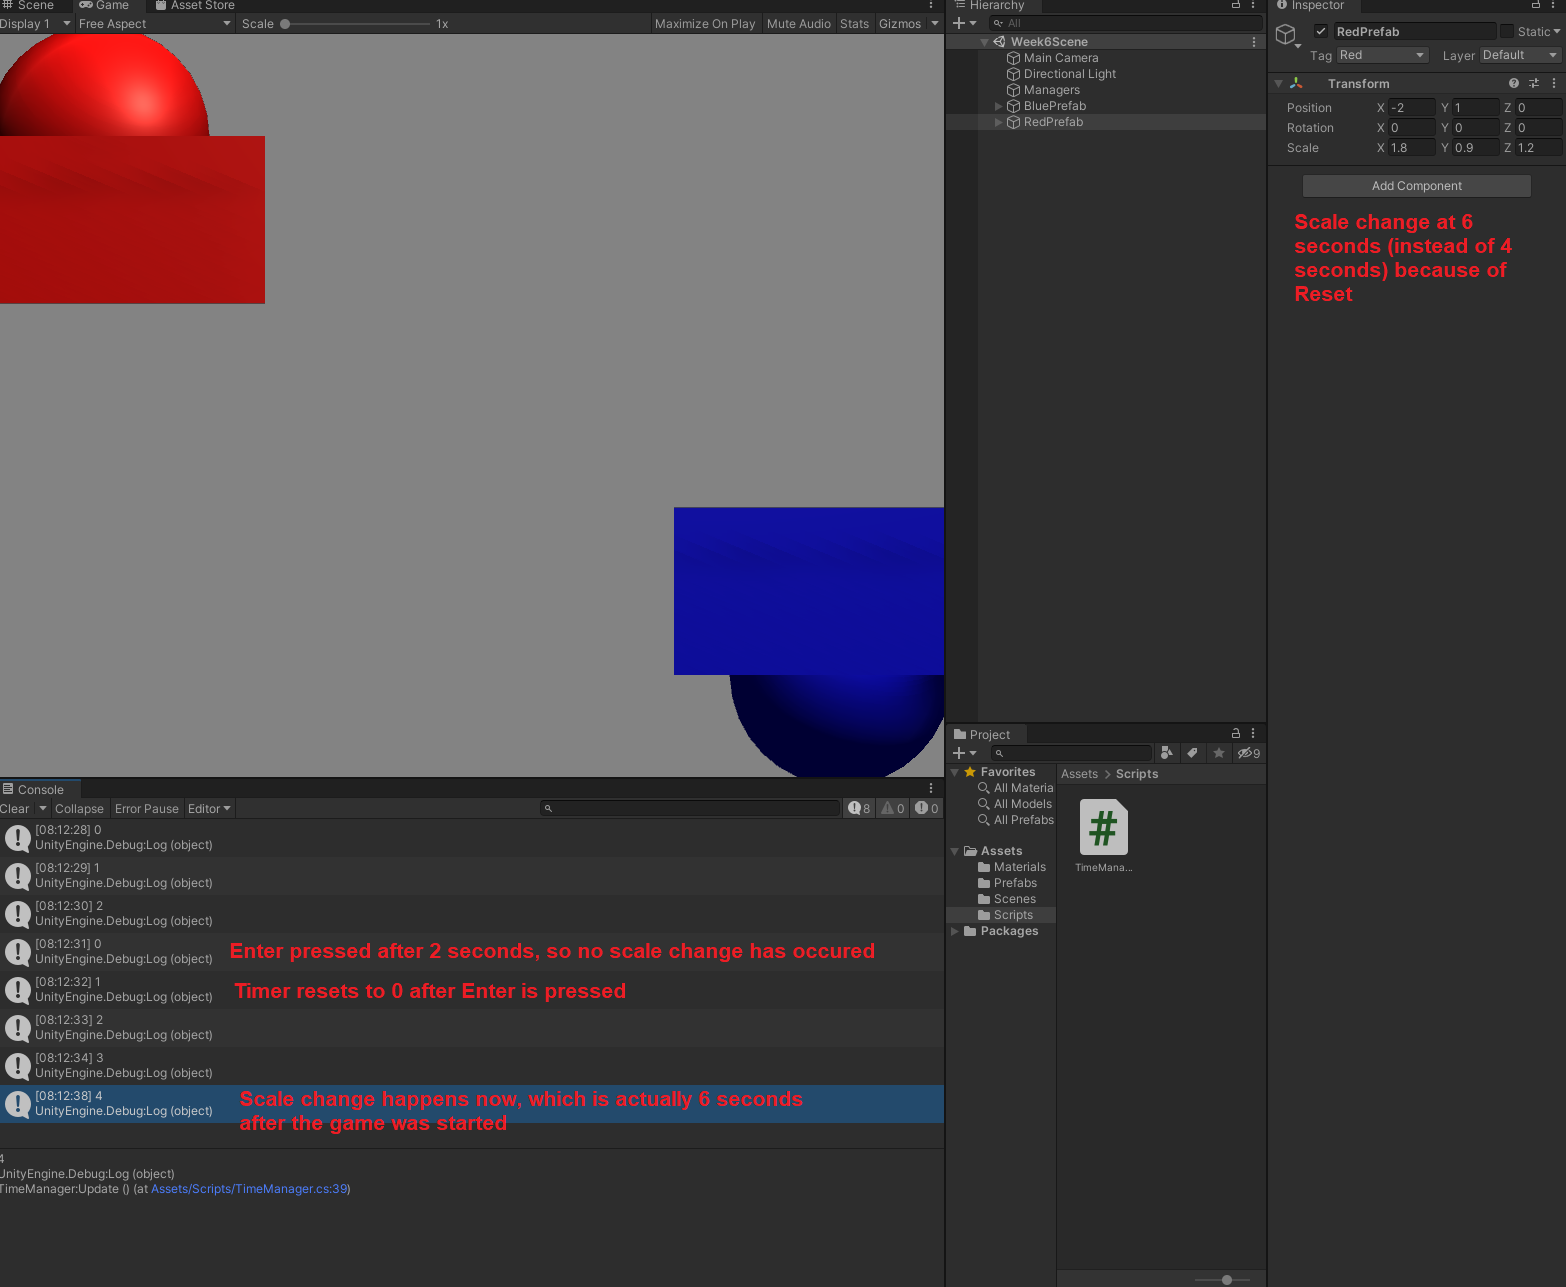 Scene
Game
Asset Store
Display 1
Free Aspect
Scale
1x
Maximize On Play
Mute Audio
Stats
Gizmos
Hierarchy
All
Week6Scene
Main Camera
Directional Light
Managers
BluePrefab
RedPrefab
Inspector
RedPrefab
Static
Tag Red
Layer Default
Transform
Position X -2 Y 1 Z 0
Rotation X 0 Y 0 Z 0
Scale X 1.8 Y 0.9 Z 1.2
Add Component
Scale change at 6
seconds (instead of 4
seconds) because of
Reset
Console
Clear
Collapse
Error Pause
Editor
8
0
0
[08:12:28] 0
UnityEngine.Debug:Log (object)
[08:12:29] 1
UnityEngine.Debug:Log (object)
[08:12:30] 2
UnityEngine.Debug:Log (object)
[08:12:31] 0
UnityEngine.Debug:Log (object)
Enter pressed after 2 seconds, so no scale change has occured
[08:12:32] 1
UnityEngine.Debug:Log (object)
Timer resets to 0 after Enter is pressed
[08:12:33] 2
UnityEngine.Debug:Log (object)
[08:12:34] 3
UnityEngine.Debug:Log (object)
[08:12:38] 4
UnityEngine.Debug:Log (object)
Scale change happens now, which is actually 6 seconds
after the game was started
4
UnityEngine.Debug:Log (object)
TimeManager:Update () (at Assets/Scripts/TimeManager.cs:39)
Project
9
Favorites
All Materia
All Models
All Prefabs
Assets
Materials
Prefabs
Scenes
Scripts
Packages
Assets > Scripts
TimeMana...